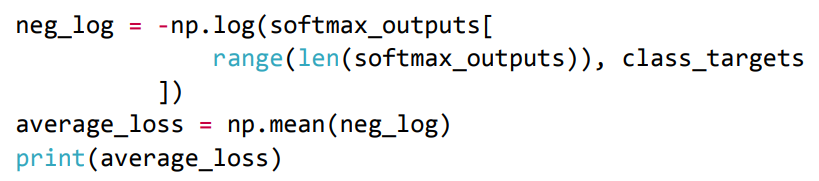 neg_log = -np.log(softmax_outputs[
              range(len(softmax_outputs)), class_targets
          ])
average_loss = np.mean(neg_log)
print(average_loss)